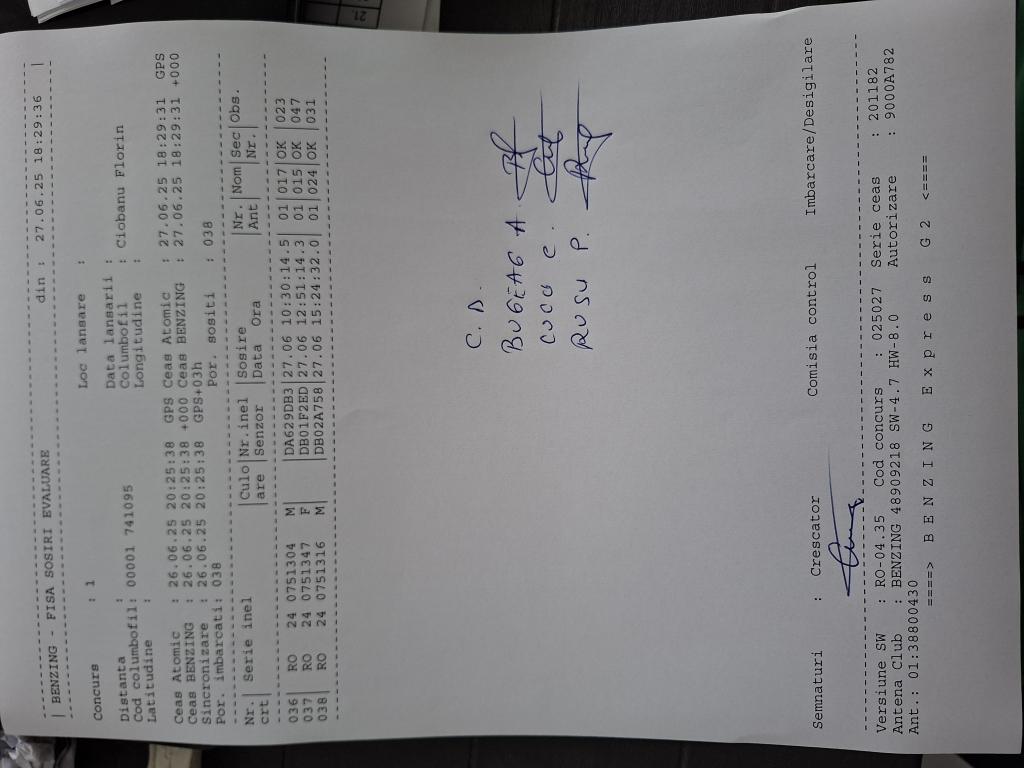 | BENZING - FISA SOSIRI EVALUARE din : 27.06.25 18:29:36 |
Concurs : 1 Loc lansare :
Distanta : Data lansarii :
Cod columbofil: 00001 741095 Columbofil : Ciobanu Florin
Latitudine : Longitudine :
Ceas Atomic : 26.06.25 20:25:38 GPS Ceas Atomic : 27.06.25 18:29:31 GPS
Ceas BENZING : 26.06.25 20:25:38 +000 Ceas BENZING : 27.06.25 18:29:31 +000
Sincronizare : 26.06.25 20:25:38 GPS+03h
Por. imbarcati: 038 Por. sositi : 038
Nr.| Serie inel |Culo|Nr.inel |Sosire |Nr.|Nom|Sec|Obs.
crt| |are |Senzor |Data Ora |Ant| |Nr.|
036| RO 24 0751304 M| |DA629DB3|27.06 10:30:14.5| 01|017|OK |023
037| RO 24 0751347 F| |DB01F2ED|27.06 12:51:14.3| 01|015|OK |047
038| RO 24 0751316 M| |DB02A758|27.06 15:24:32.0| 01|024|OK |031
C. D.
BUGEAG A.
CUCU C.
RUSU P.
Semnaturi : Crescator Comisia control Imbarcare/Desigilare
Versiune SW : RO-04.35 Cod concurs : 025027 Serie ceas : 201182
Antena Club : BENZING 48909218 SW-4.7 HW-8.0 Autorizare : 9000A782
Ant.: 01:38800430
====> B E N Z I N G E x p r e s s G 2 <====
21.